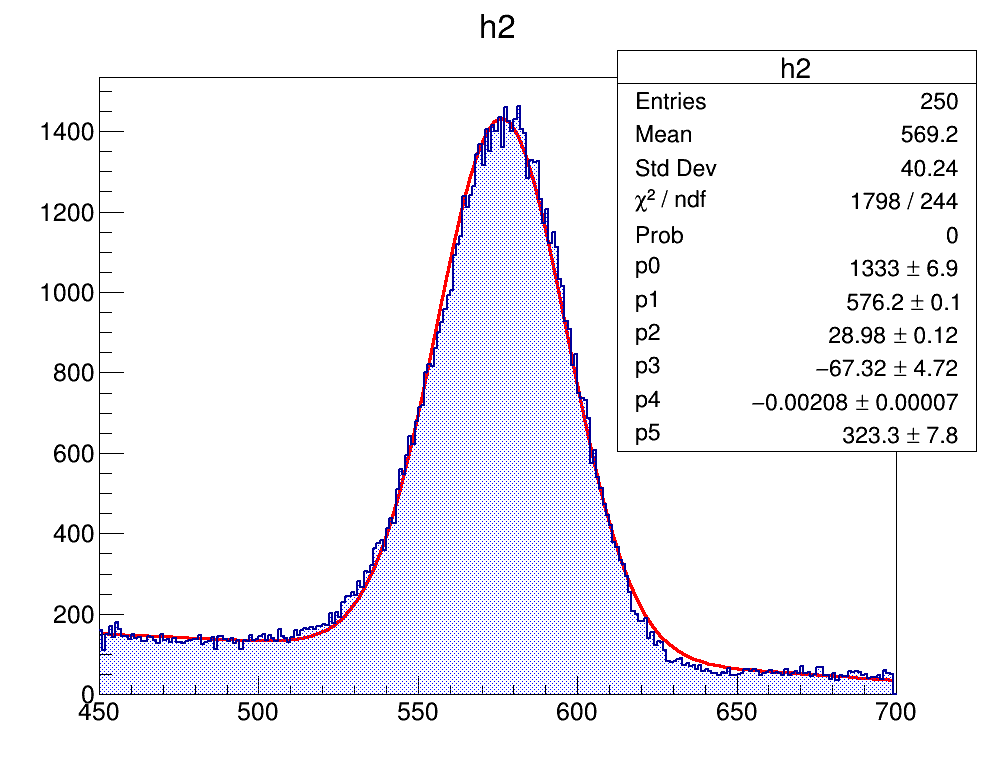 h2
h2
Entries 250
Mean 569.2
Std Dev 40.24
χ² / ndf 1798 / 244
Prob 0
p0 1333 ± 6.9
p1 576.2 ± 0.1
p2 28.98 ± 0.12
p3 −67.32 ± 4.72
p4 −0.00208 ± 0.00007
p5 323.3 ± 7.8
1400
1200
1000
800
600
400
200
0
450 500 550 600 650 700